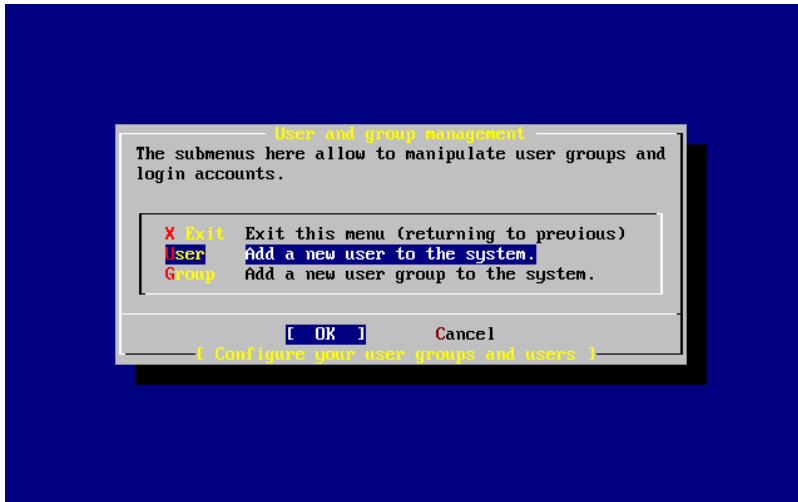 User and group management
The submenus here allow to manipulate user groups and
login accounts.
X Exit Exit this menu (returning to previous)
User Add a new user to the system.
Group Add a new user group to the system.
[ OK ] Cancel
[ Configure your user groups and users ]